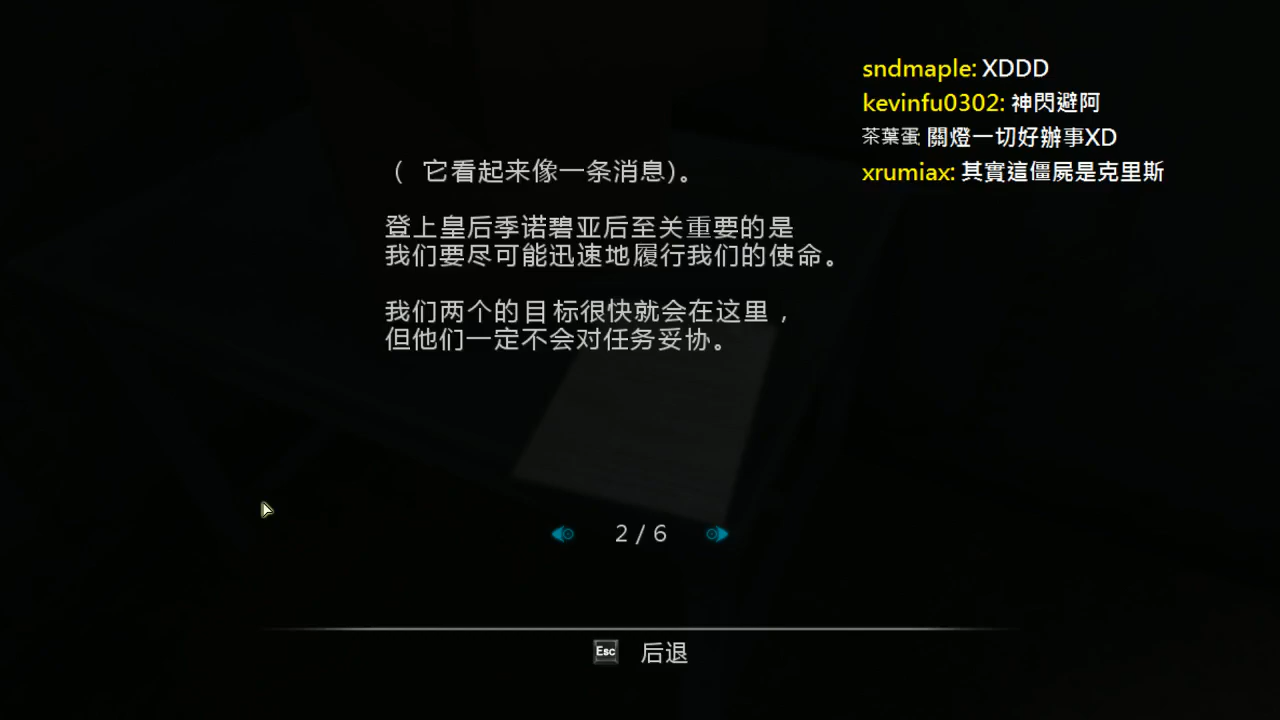 sndmaple: XDDD
kevinfu0302: 神閃避阿
茶葉蛋 關燈一切好辦事XD
xrumiax: 其實這僵屍是克里斯
( 它看起来像一条消息)。
登上皇后季诺碧亚后至关重要的是
我们要尽可能迅速地履行我们的使命。
我们两个的目标很快就会在这里，
但他们一定不会对任务妥协。
2 / 6
Esc 后退